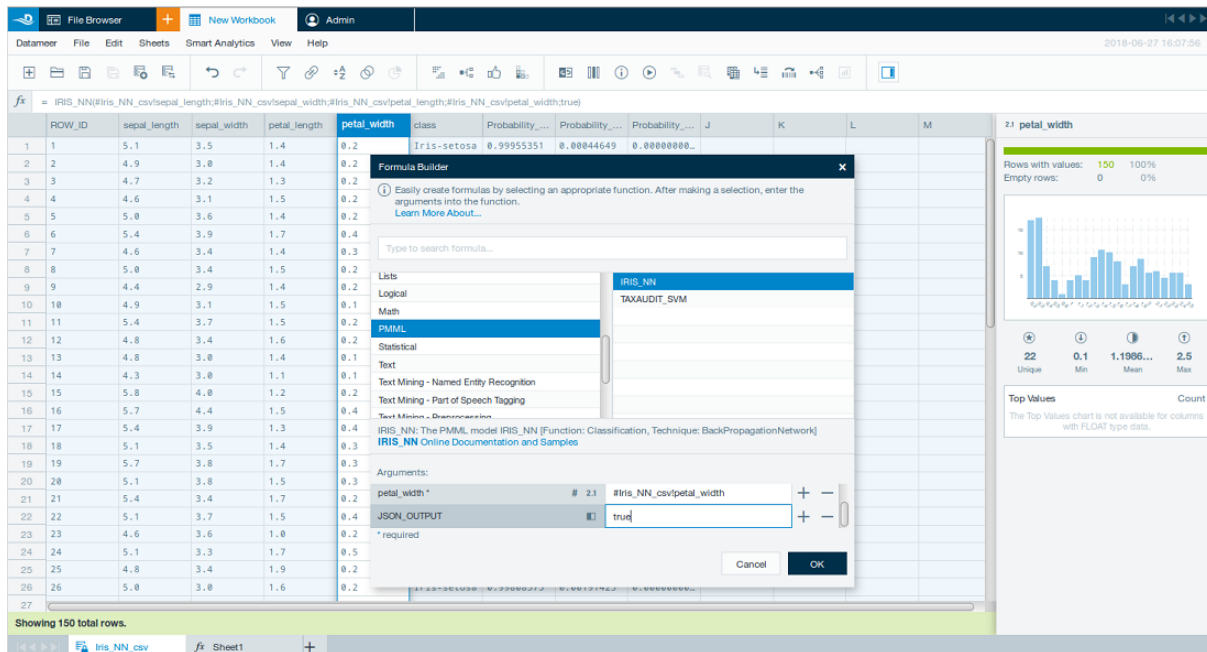 File Browser + New Workbook Admin
Datameer File Edit Sheets Smart Analytics View Help 2018-06-27 16:07:56
fx = IRIS_NN(#Iris_NN_csv!sepal_length;#Iris_NN_csv!sepal_width;#Iris_NN_csv!petal_length;#Iris_NN_csv!petal_width;true)
ROW_ID sepal_length sepal_width petal_length petal_width class Probability_... Probability_... Probability_... J K L M
1 1 5.1 3.5 1.4 0.2 Iris-setosa 0.99955351 0.00044649 0.00000000...
2 2 4.9 3.0 1.4 0.2
3 3 4.7 3.2 1.3 0.2
4 4 4.6 3.1 1.5 0.2
5 5 5.0 3.6 1.4 0.2
6 6 5.4 3.9 1.7 0.4
7 7 4.6 3.4 1.4 0.3
8 8 5.0 3.4 1.5 0.2
9 9 4.4 2.9 1.4 0.2
10 10 4.9 3.1 1.5 0.1
11 11 5.4 3.7 1.5 0.2
12 12 4.8 3.4 1.6 0.2
13 13 4.8 3.0 1.4 0.1
14 14 4.3 3.0 1.1 0.1
15 15 5.8 4.0 1.2 0.2
16 16 5.7 4.4 1.5 0.4
17 17 5.4 3.9 1.3 0.4
18 18 5.1 3.5 1.4 0.3
19 19 5.7 3.8 1.7 0.3
20 20 5.1 3.8 1.5 0.3
21 21 5.4 3.4 1.7 0.2
22 22 5.1 3.7 1.5 0.4
23 23 4.6 3.6 1.0 0.2
24 24 5.1 3.3 1.7 0.5
25 25 4.8 3.4 1.9 0.2
26 26 5.0 3.0 1.6 0.2
27
Formula Builder
Easily create formulas by selecting an appropriate function. After making a selection, enter the
arguments into the function.
Learn More About...
Type to search formula...
Lists
Logical
Math
PMML
Statistical
Text
Text Mining - Named Entity Recognition
Text Mining - Part of Speech Tagging
Text Mining - Preprocessing
IRIS_NN
TAXAUDIT_SVM
IRIS_NN: The PMML model IRIS_NN [Function: Classification, Technique: BackPropagationNetwork]
IRIS_NN Online Documentation and Samples
Arguments:
petal_width * # 2.1 #Iris_NN_csv!petal_width + −
JSON_OUTPUT true + −
* required
Cancel OK
2.1 petal_width
Rows with values: 150 100%
Empty rows: 0 0%
22 0.1 1.1986... 2.5
Unique Min Mean Max
Top Values Count
The Top Values chart is not available for columns
with FLOAT type data.
Showing 150 total rows.
Iris_NN_csv fx Sheet1 +